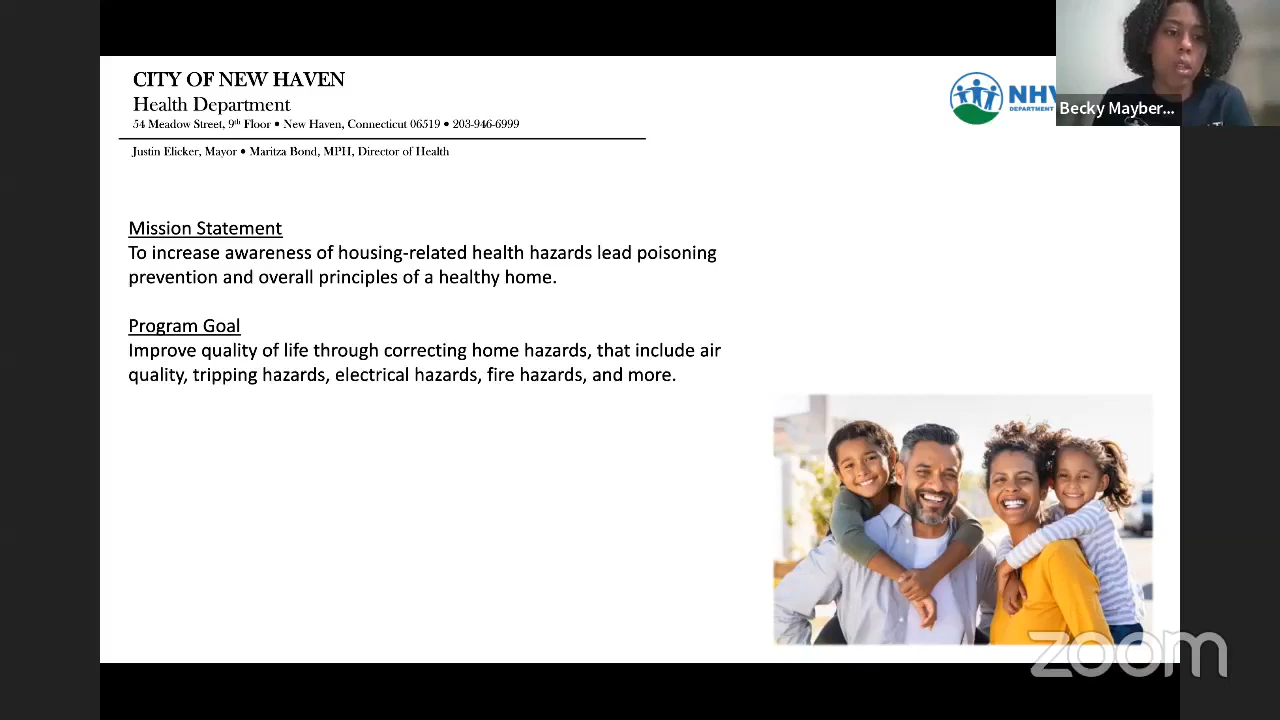 CITY OF NEW HAVEN
Health Department
54 Meadow Street, 9th Floor • New Haven, Connecticut 06519 • 203-946-6999
Justin Elicker, Mayor • Maritza Bond, MPH, Director of Health
NHV
DEPARTMENT
Becky Mayber...
Mission Statement
To increase awareness of housing-related health hazards lead poisoning
prevention and overall principles of a healthy home.
Program Goal
Improve quality of life through correcting home hazards, that include air
quality, tripping hazards, electrical hazards, fire hazards, and more.
zoom